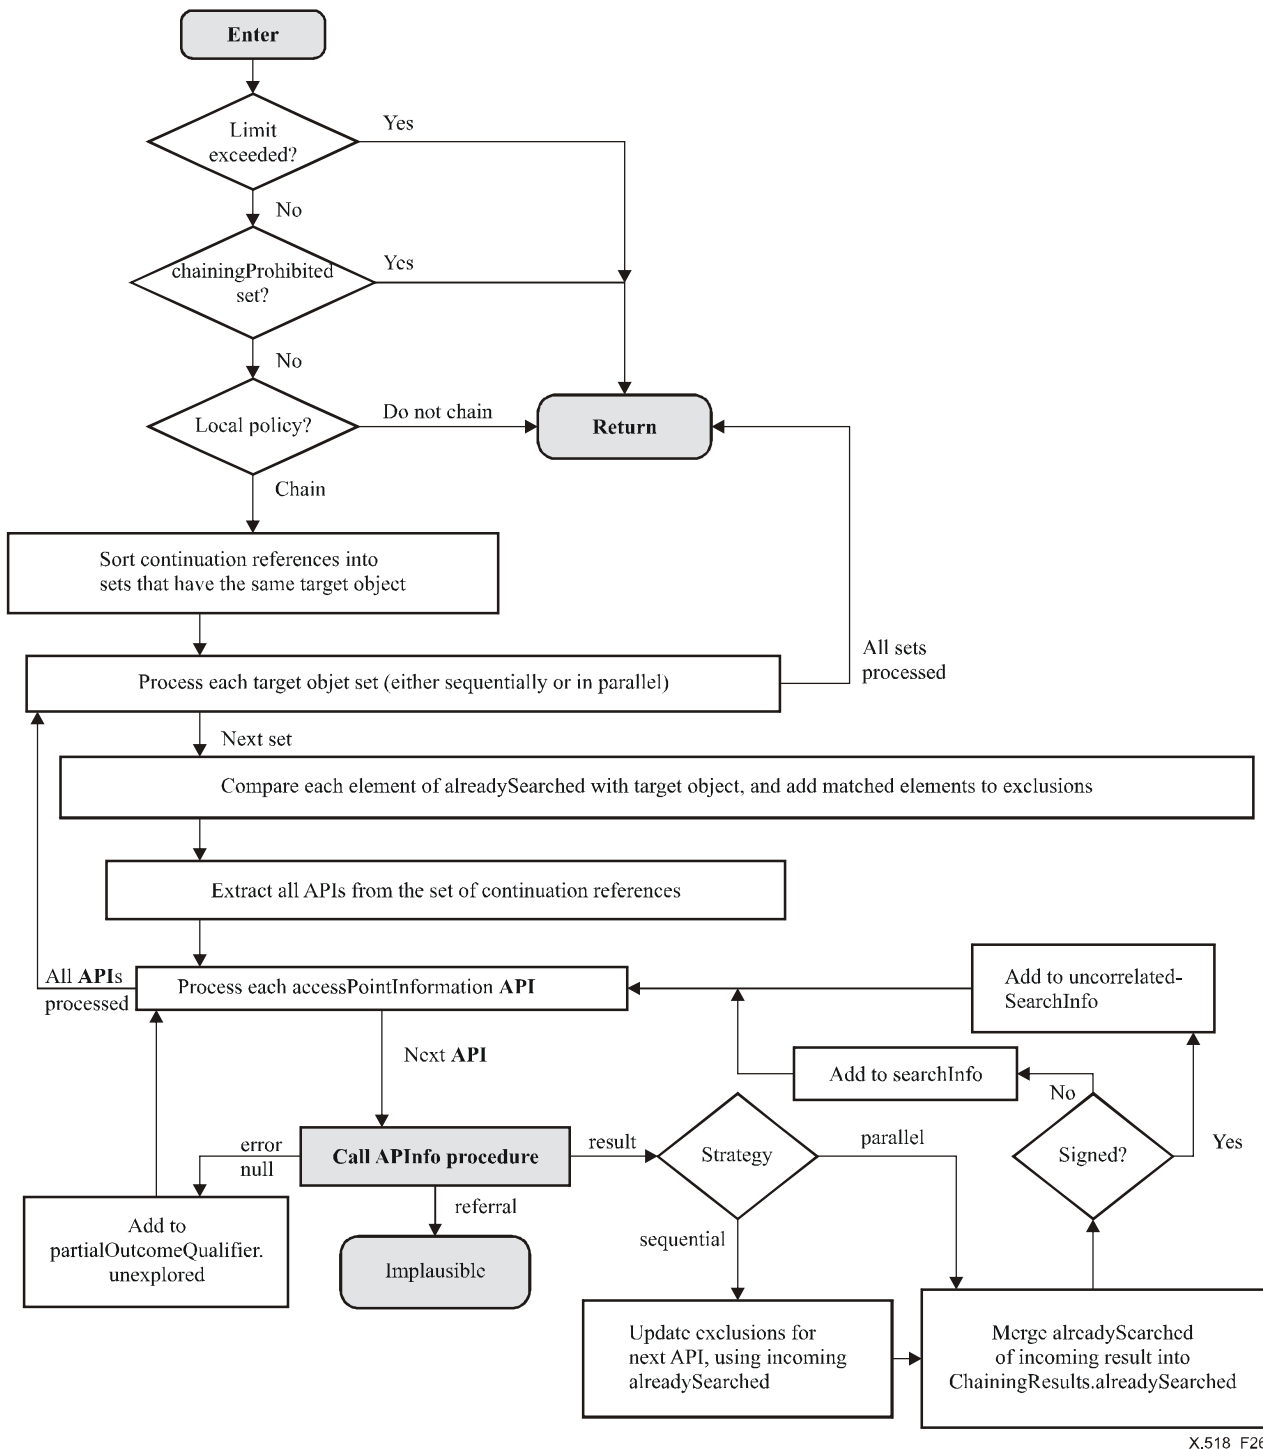 Enter
Limit
exceeded?
Yes
No
chainingProhibited
set?
Yes
No
Local policy?
Do not chain
Return
Chain
Sort continuation references into
sets that have the same target object
All sets
processed
Process each target objet set (either sequentially or in parallel)
Next set
Compare each element of alreadySearched with target object, and add matched elements to exclusions
Extract all APIs from the set of continuation references
All APIs
processed
Process each accessPointInformation API
Add to uncorrelated-
SearchInfo
Next API
Add to searchInfo
No
Yes
error
null
Call APInfo procedure
result
Strategy
parallel
Signed?
referral
sequential
Add to
partialOutcomeQualifier.
unexplored
Implausible
Update exclusions for
next API, using incoming
alreadySearched
Merge alreadySearched
of incoming result into
ChainingResults.alreadySearched
X.518_F26